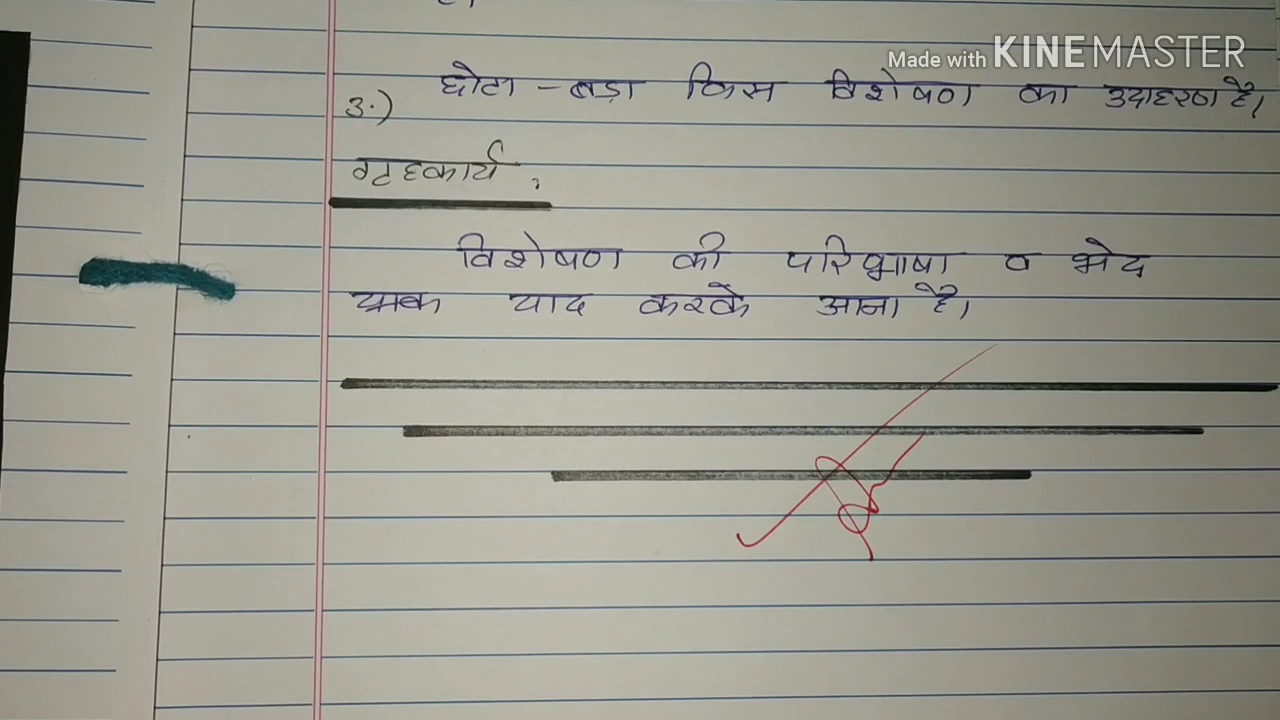 Made with KINEMASTER
3.) छोटा - बड़ा किस विशेषण का उदाहरण है।
गृहकार्य :
विशेषण की परिभाषा व भेद
याद करके आना है।